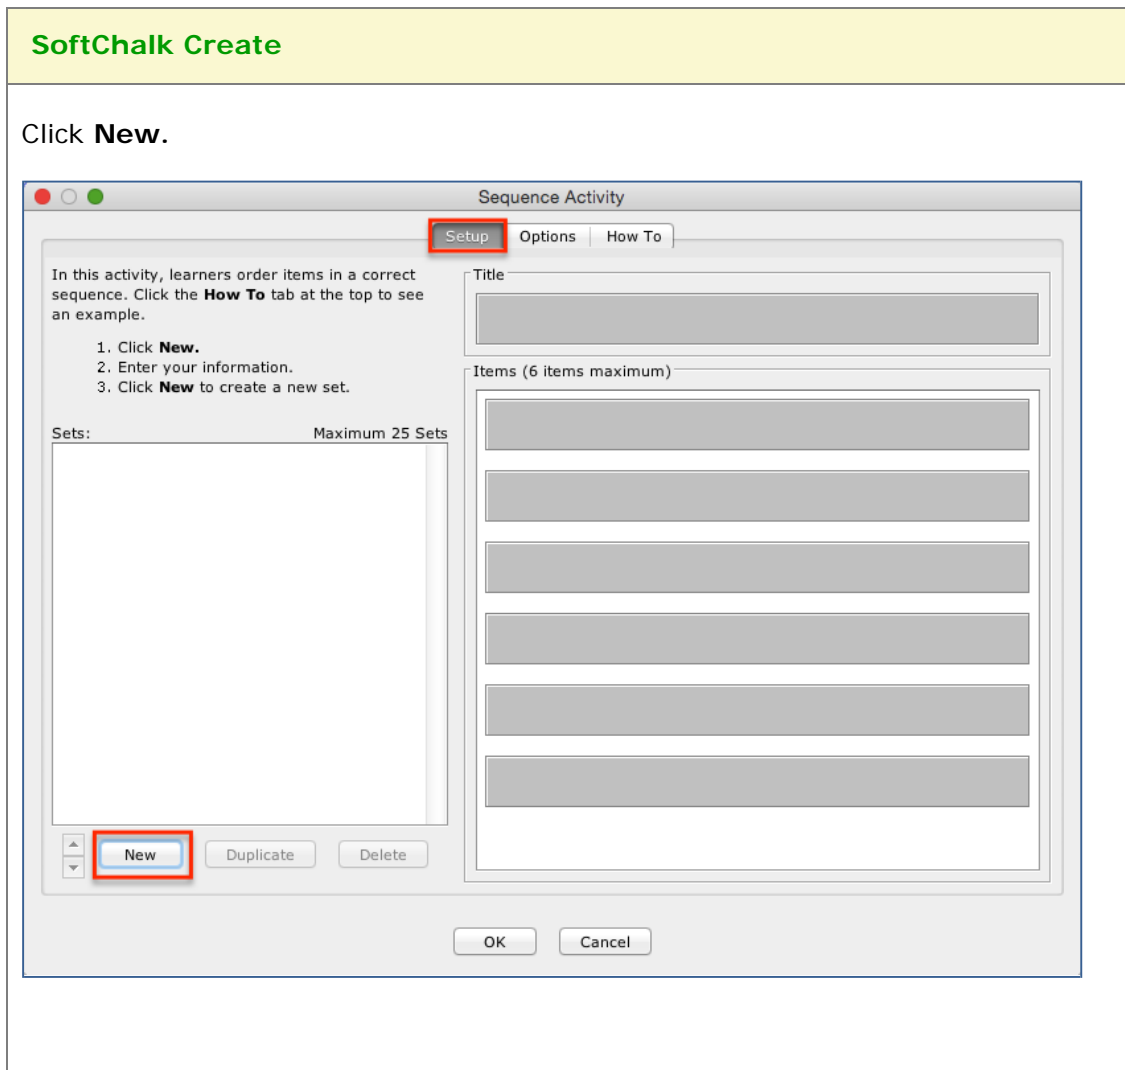 SoftChalk Create
Click New.
Sequence Activity
Setup Options How To
In this activity, learners order items in a correct
sequence. Click the How To tab at the top to see
an example.
1. Click New.
2. Enter your information.
3. Click New to create a new set.
Sets: Maximum 25 Sets
New Duplicate Delete
Title
Items (6 items maximum)
OK Cancel